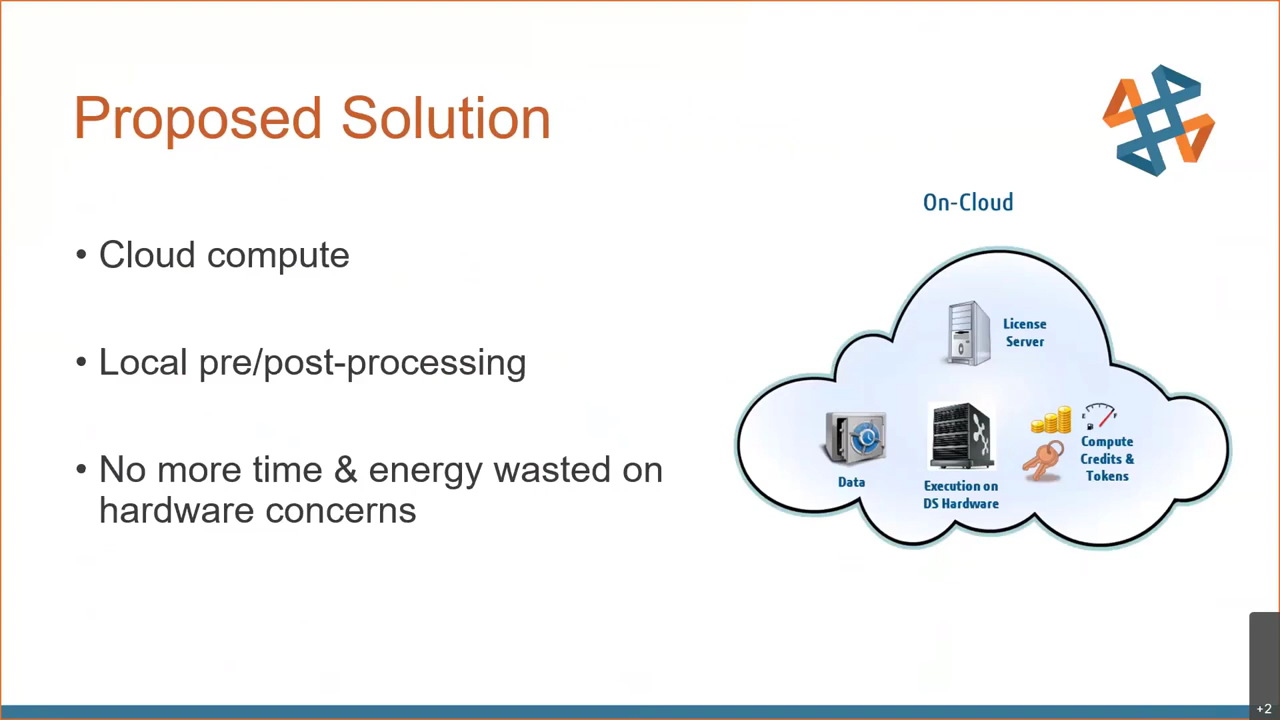 Proposed Solution
• Cloud compute
• Local pre/post-processing
• No more time & energy wasted on
hardware concerns
On-Cloud
License
Server
Data
Execution on
DS Hardware
E F
Compute
Credits &
Tokens
+2